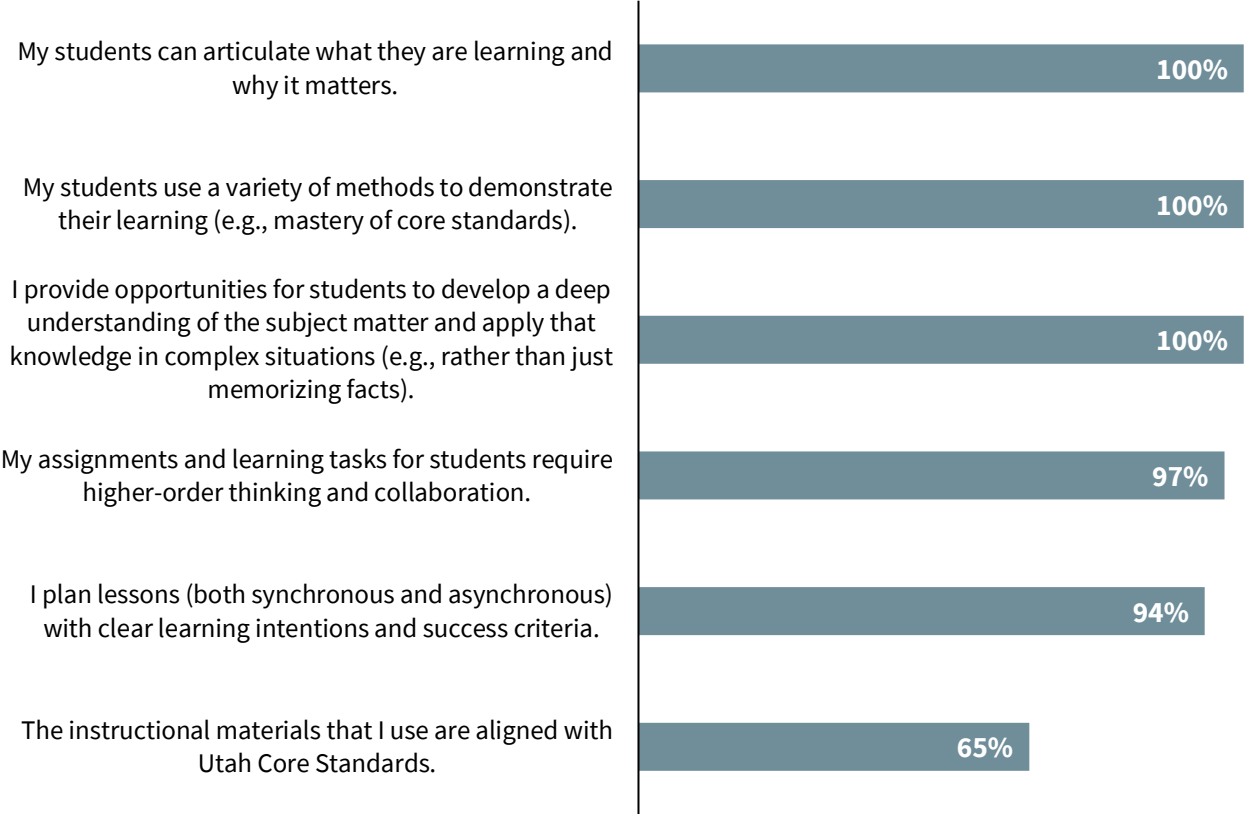 My students can articulate what they are learning and
why it matters.
100%
My students use a variety of methods to demonstrate
their learning (e.g., mastery of core standards).
100%
I provide opportunities for students to develop a deep
understanding of the subject matter and apply that
knowledge in complex situations (e.g., rather than just
memorizing facts).
100%
My assignments and learning tasks for students require
higher-order thinking and collaboration.
97%
I plan lessons (both synchronous and asynchronous)
with clear learning intentions and success criteria.
94%
The instructional materials that I use are aligned with
Utah Core Standards.
65%